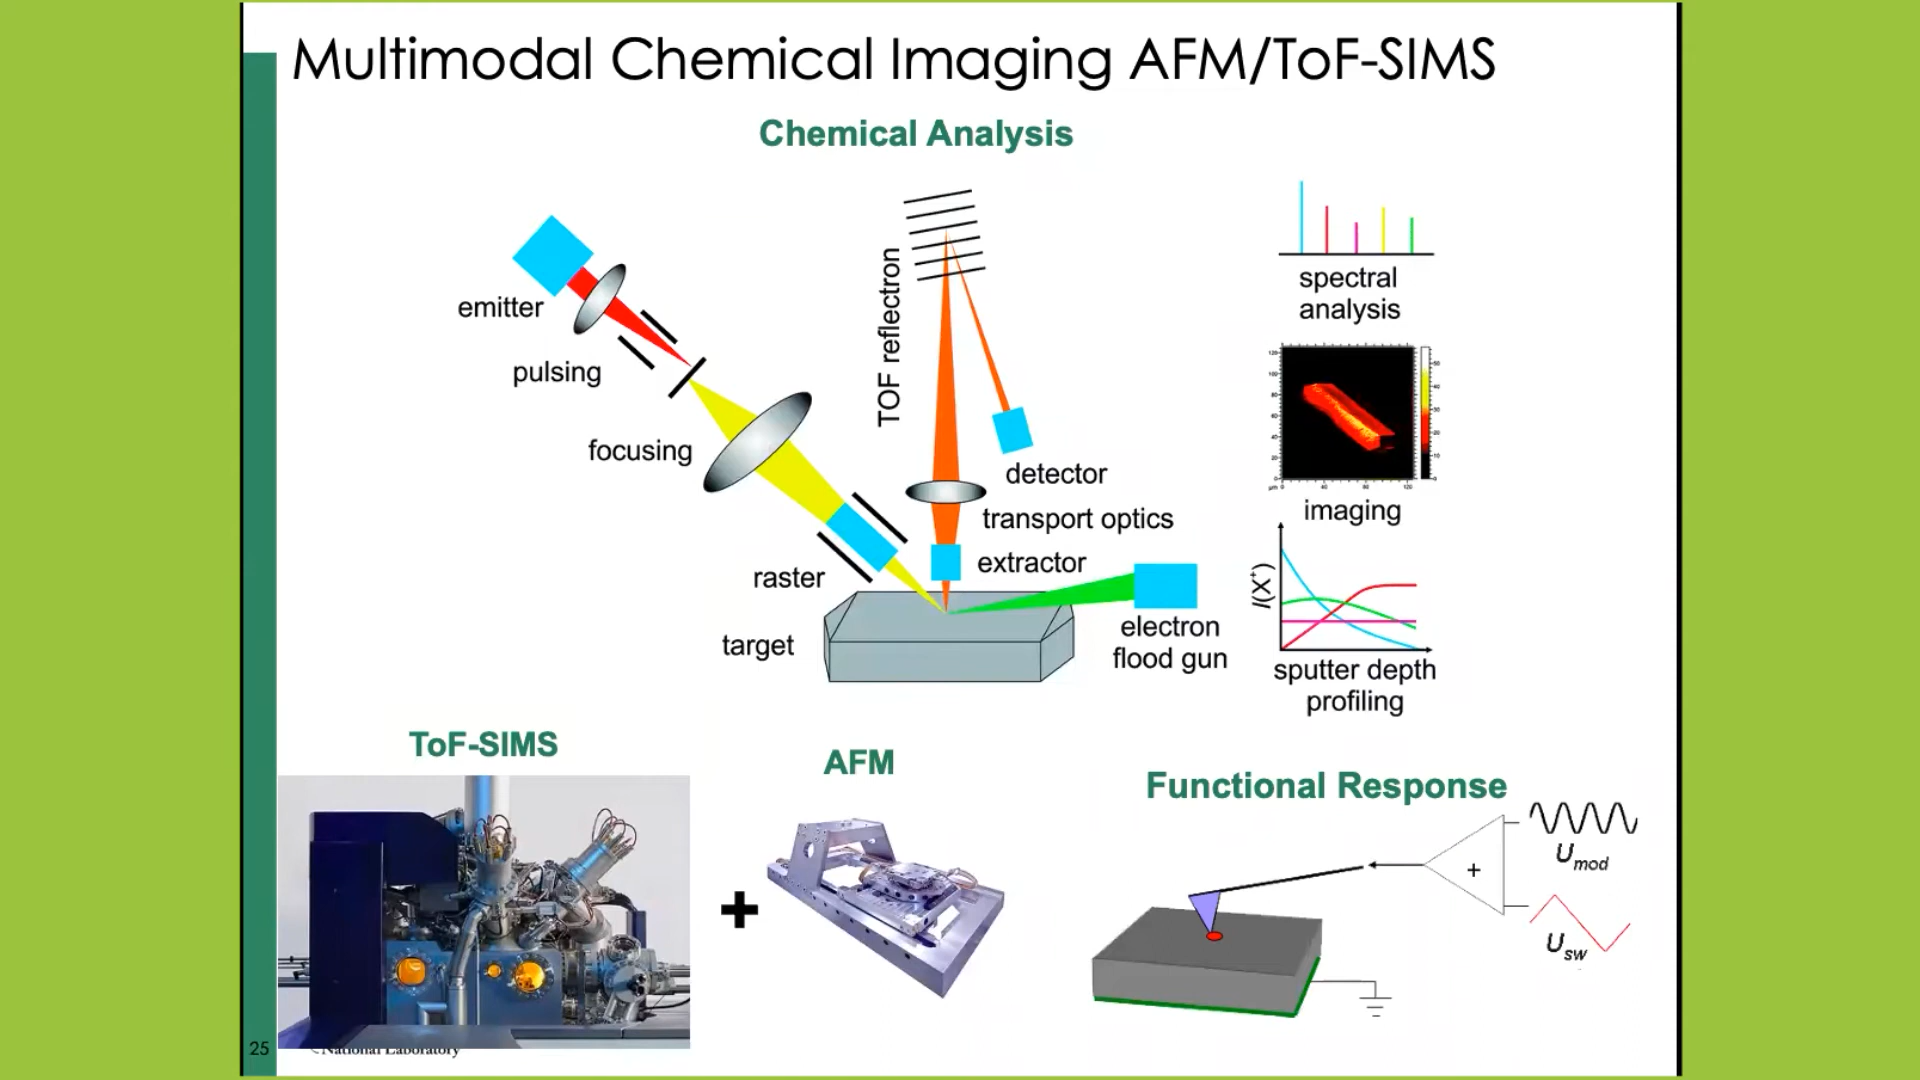 Multimodal Chemical Imaging AFM/ToF-SIMS
Chemical Analysis
emitter
pulsing
focusing
raster
target
TOF reflectron
detector
transport optics
extractor
electron
flood gun
spectral
analysis
imaging
I(X+)
sputter depth
profiling
ToF-SIMS
AFM
+
Functional Response
+
Umod
Usw
25
National Laboratory